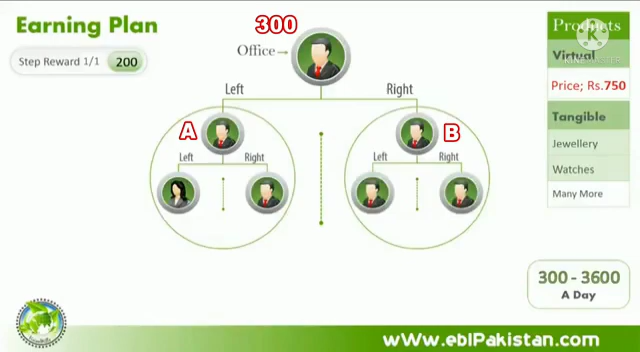 Earning Plan
300
Products
Office
Step Reward 1/1 200
Virtual
Left
Right
Price; Rs.750
A
B
Tangible
Left
Right
Left
Right
Jewellery
Watches
Many More
300 - 3600
A Day
www.eblPakistan.com